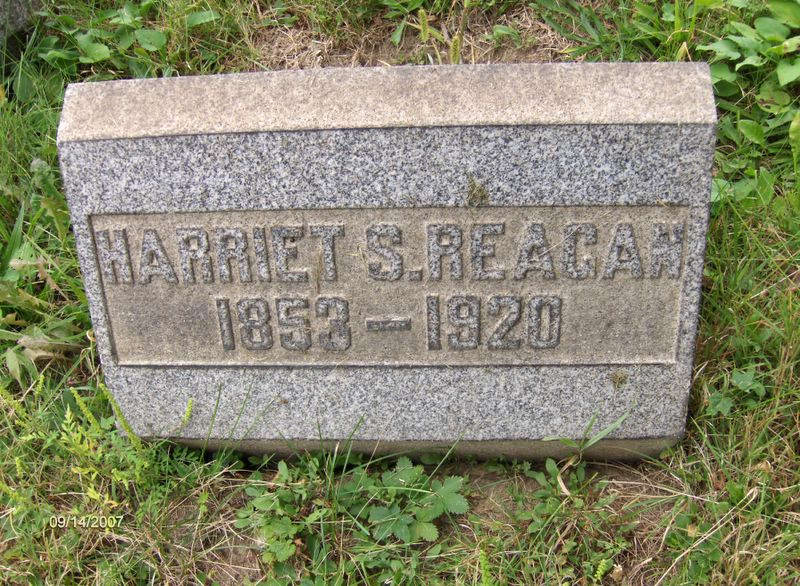 HARRIET S. REAGAN
1853 – 1920
09/14/2007